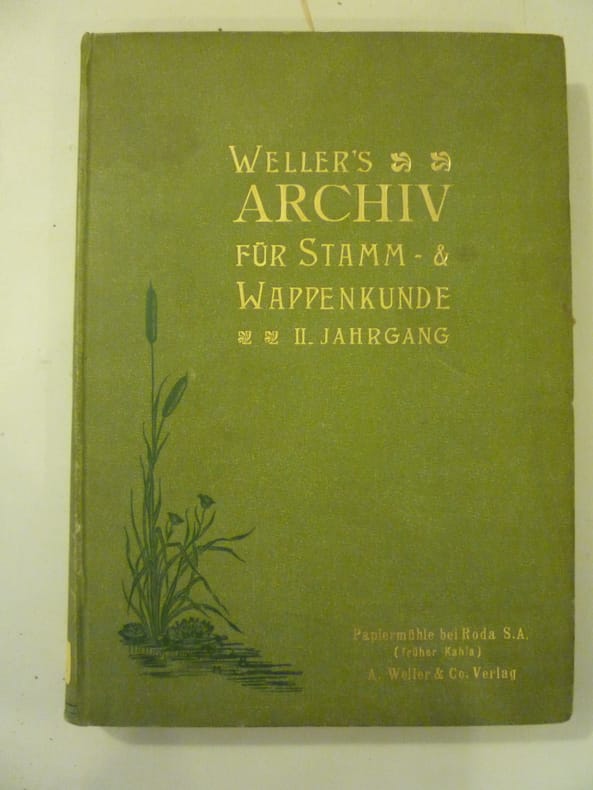 WELLER'S
ARCHIV
FÜR STAMM - &
WAPPENKUNDE
II. JAHRGANG
Papiermühle bei Roda S.A.
(früher Kahla)
A. Weller & Co. Verlag